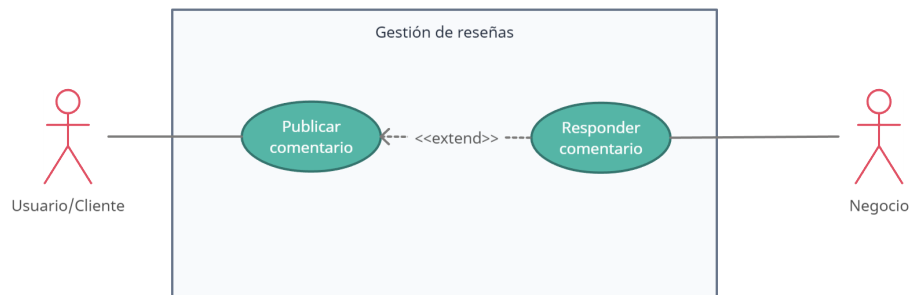 Gestión de reseñas
Publicar
comentario
<<extend>>
Responder
comentario
Usuario/Cliente
Negocio